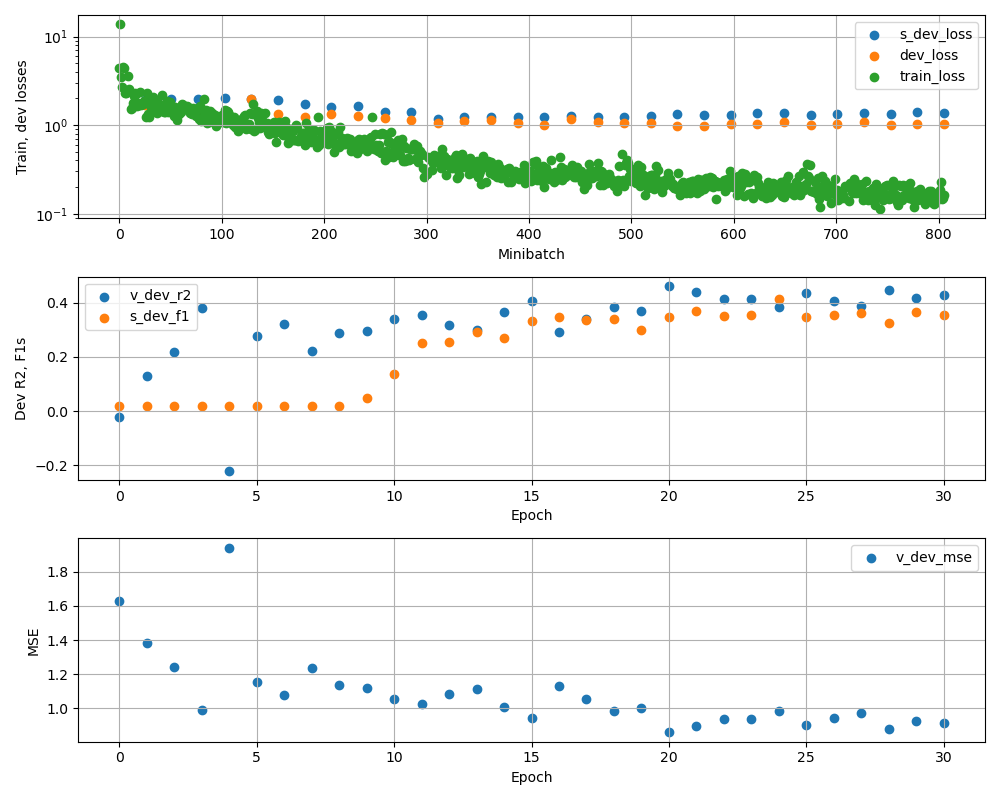 10¹
10⁰
10⁻¹
Train, dev losses
s_dev_loss
dev_loss
train_loss
0 100 200 300 400 500 600 700 800
Minibatch
0.4
0.2
0.0
−0.2
Dev R2, F1s
v_dev_r2
s_dev_f1
0 5 10 15 20 25 30
Epoch
1.8
1.6
1.4
1.2
1.0
MSE
v_dev_mse
0 5 10 15 20 25 30
Epoch